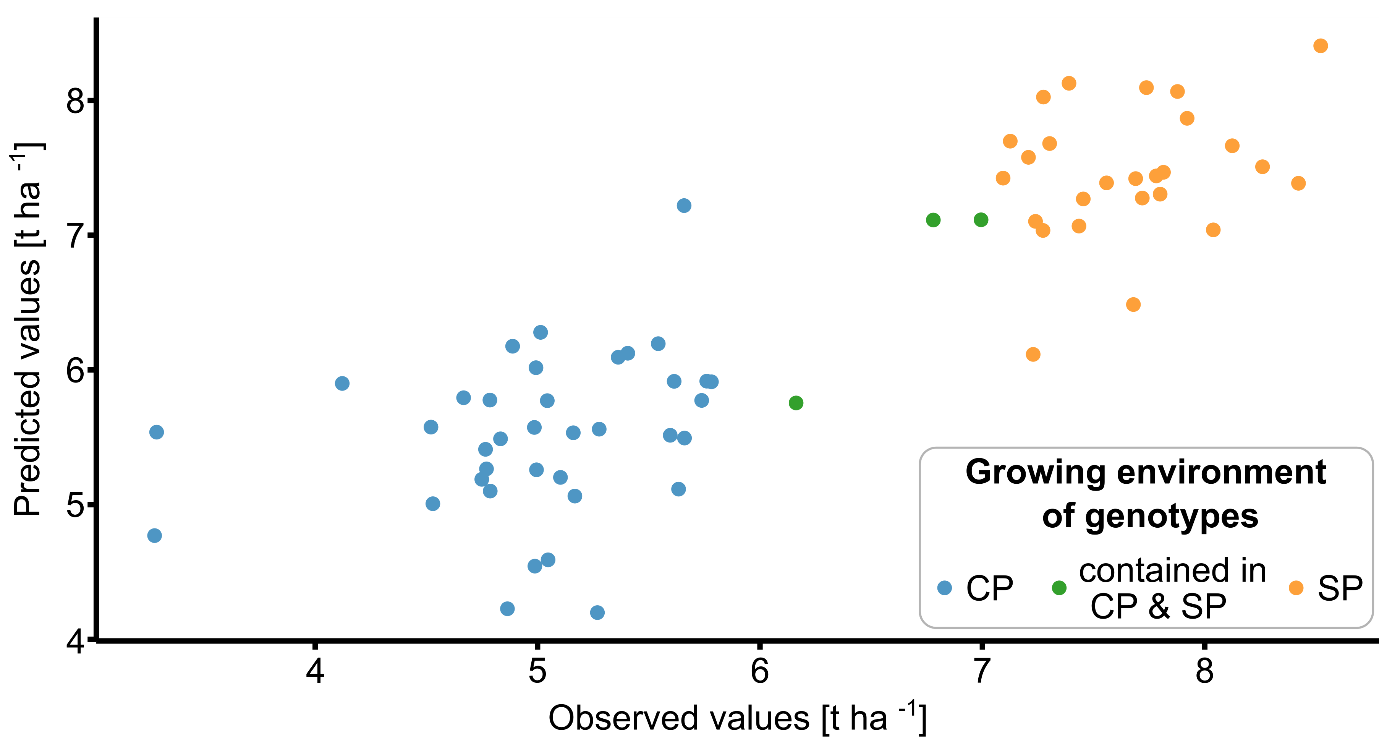 Predicted values [t ha -1]
8
7
6
5
4
4
5
6
7
8
Observed values [t ha -1]
Growing environment
of genotypes
CP
contained in
CP & SP
SP